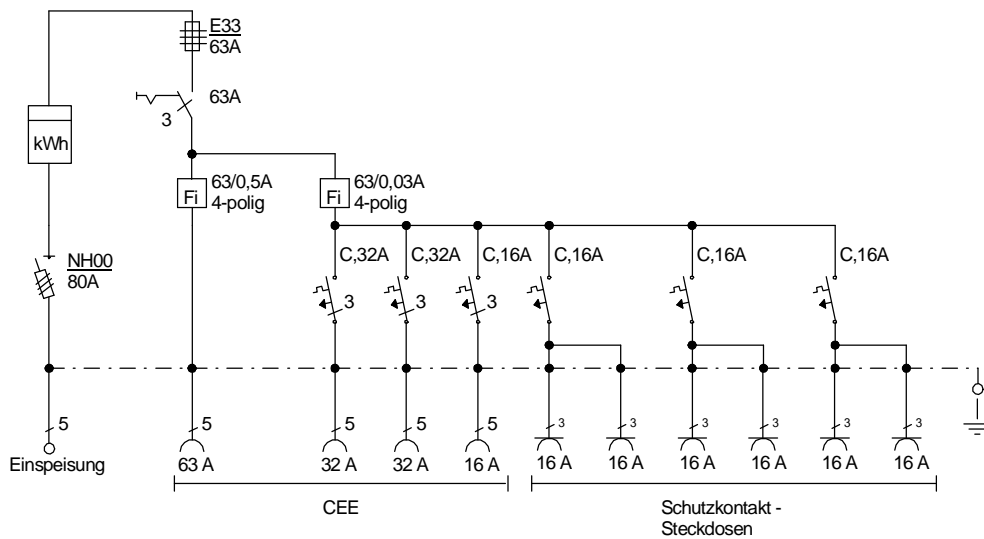 E33
63A
63A
3
kWh
63/0,5A
4-polig
Fi
63/0,03A
4-polig
Fi
C,32A
C,32A
C,16A
C,16A
C,16A
C,16A
NH00
80A
3
3
3
5
5
5
5
5
3
3
3
3
3
3
Einspeisung
63 A
32 A
32 A
16 A
16 A
16 A
16 A
16 A
16 A
16 A
CEE
Schutzkontakt -
Steckdosen